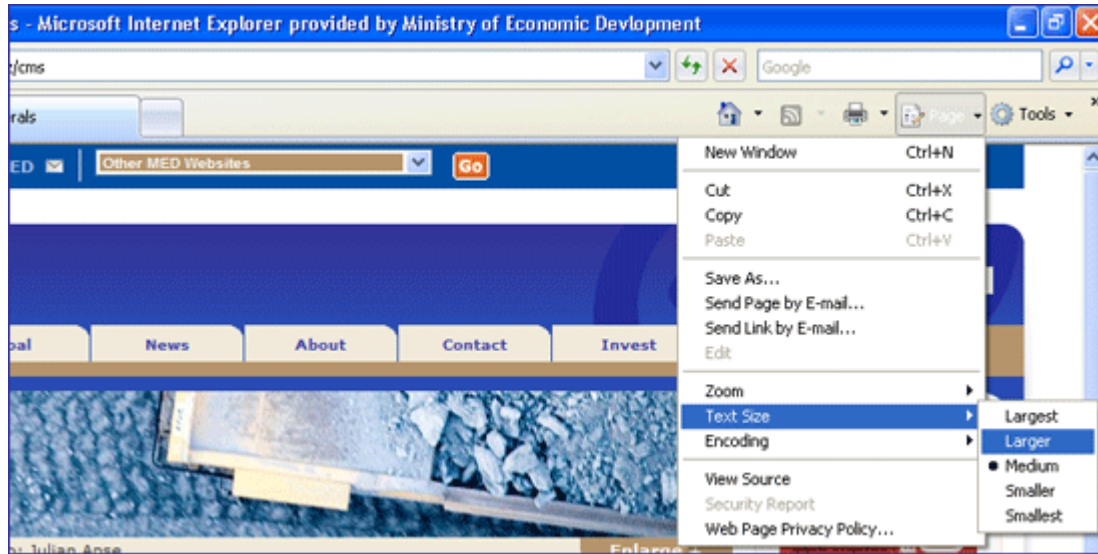 s - Microsoft Internet Explorer provided by Ministry of Economic Devlopment
:/cms
Google
rals
Page
Tools
ED
Other MED Websites
Go
New Window Ctrl+N
Cut Ctrl+X
Copy Ctrl+C
Paste Ctrl+V
Save As...
Send Page by E-mail...
Send Link by E-mail...
Edit
Zoom
Text Size
Encoding
View Source
Security Report
Web Page Privacy Policy...
Largest
Larger
Medium
Smaller
Smallest
bal
News
About
Contact
Invest
o: Julian Apse
Enlarge +